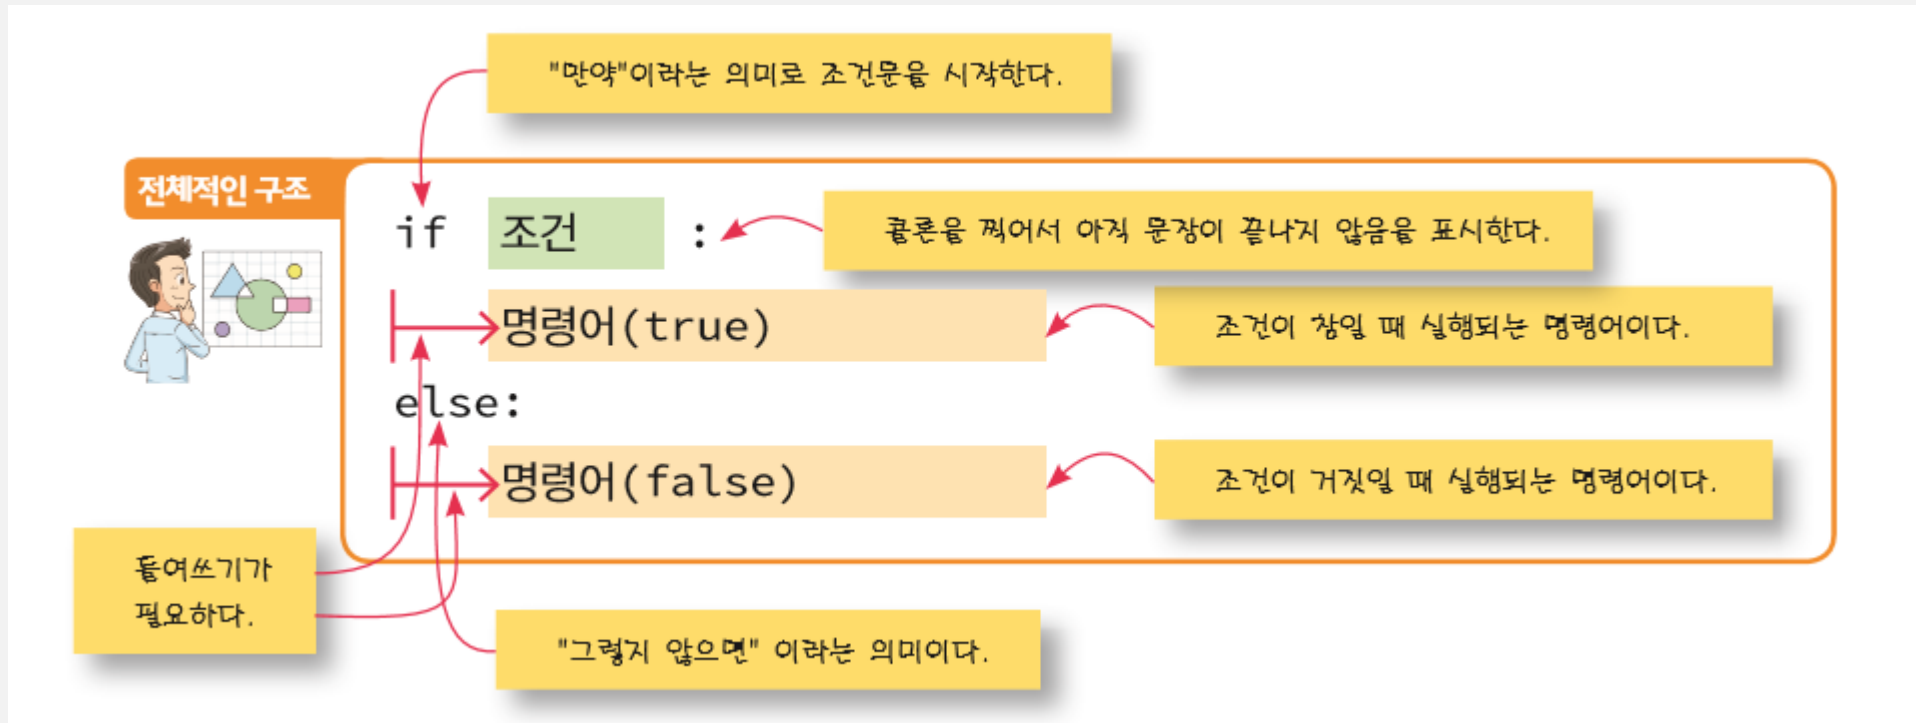 "만약"이라는 의미로 조건문을 시작한다.
전체적인 구조
if 조건 :
콜론을 찍어서 아직 문장이 끝나지 않음을 표시한다.
명령어(true)
조건이 참일 때 실행되는 명령어이다.
else:
명령어(false)
조건이 거짓일 때 실행되는 명령어이다.
들여쓰기가
필요하다.
"그렇지 않으면" 이라는 의미이다.